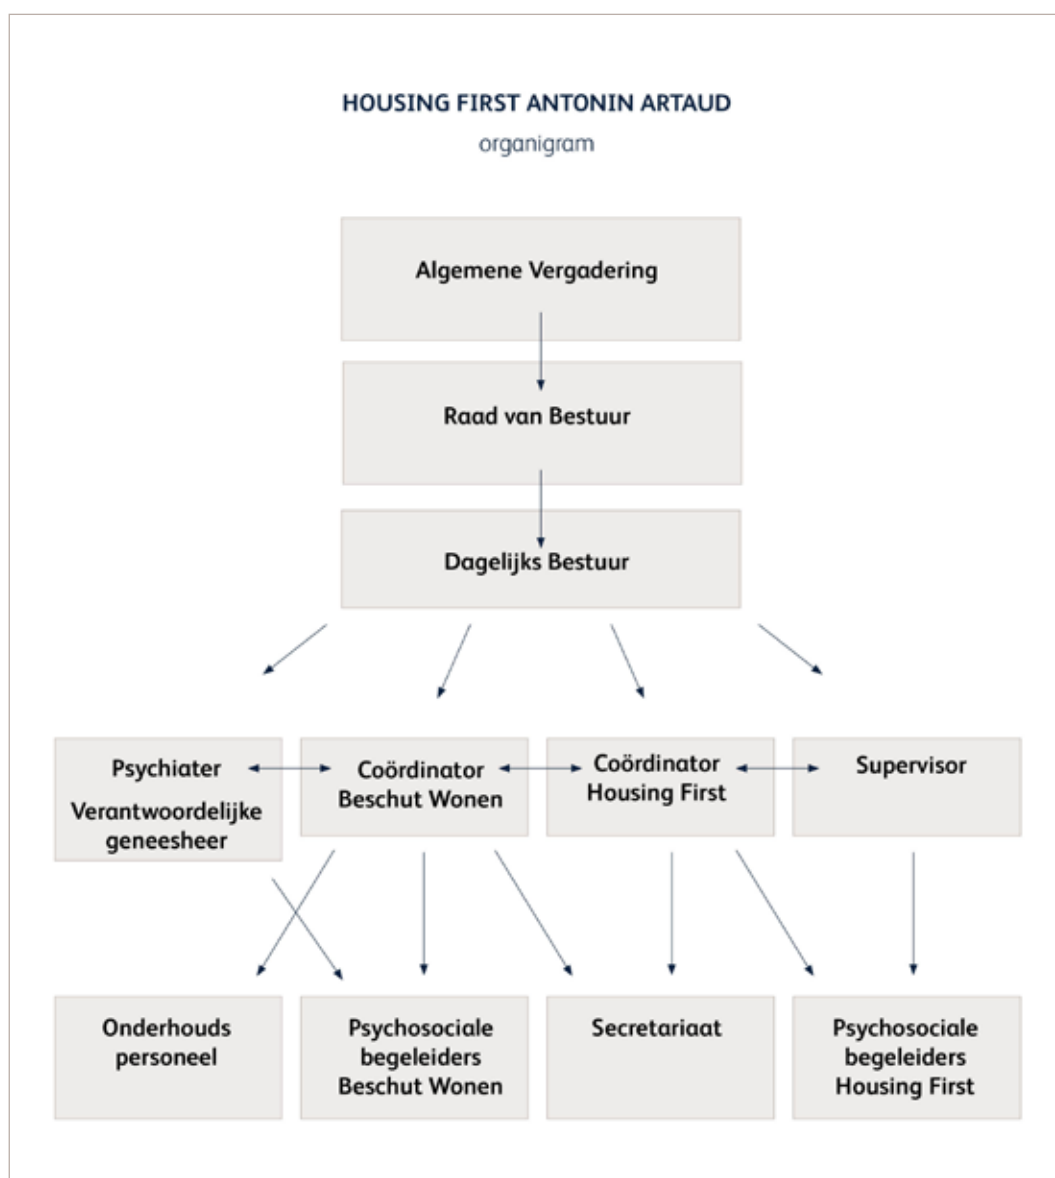 HOUSING FIRST ANTONIN ARTAUD
organigram
Algemene Vergadering
Raad van Bestuur
Dagelijks Bestuur
Psychiater
Verantwoordelijke
geneesheer
Coördinator
Beschut Wonen
Coördinator
Housing First
Supervisor
Onderhouds
personeel
Psychosociale
begeleiders
Beschut Wonen
Secretariaat
Psychosociale
begeleiders
Housing First